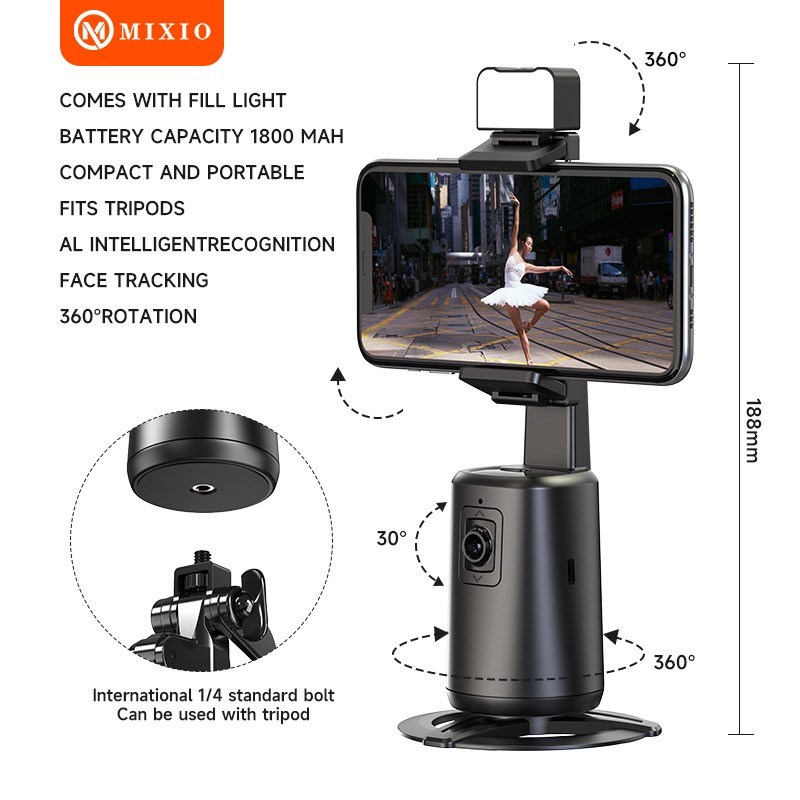 MIXIO
COMES WITH FILL LIGHT
BATTERY CAPACITY 1800 MAH
COMPACT AND PORTABLE
FITS TRIPODS
AL INTELLIGENTRECOGNITION
FACE TRACKING
360°ROTATION
360°
188mm
30°
360°
International 1/4 standard bolt
Can be used with tripod